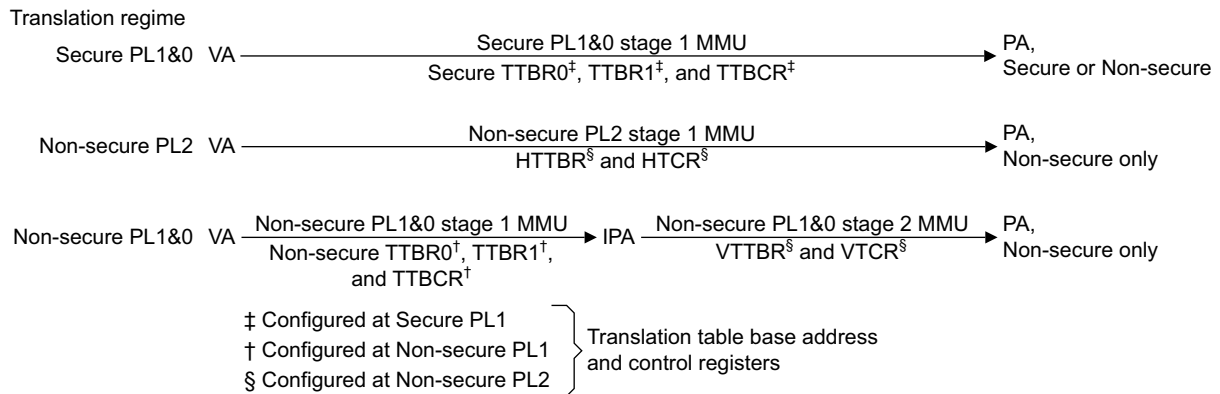 Translation regime
Secure PL1&0 VA
Secure PL1&0 stage 1 MMU
Secure TTBR0‡, TTBR1‡, and TTBCR‡
PA,
Secure or Non-secure
Non-secure PL2 VA
Non-secure PL2 stage 1 MMU
HTTBR§ and HTCR§
PA,
Non-secure only
Non-secure PL1&0 VA
Non-secure PL1&0 stage 1 MMU
Non-secure TTBR0†, TTBR1†,
and TTBCR†
IPA
Non-secure PL1&0 stage 2 MMU
VTTBR§ and VTCR§
PA,
Non-secure only
‡ Configured at Secure PL1
† Configured at Non-secure PL1
§ Configured at Non-secure PL2
Translation table base address
and control registers